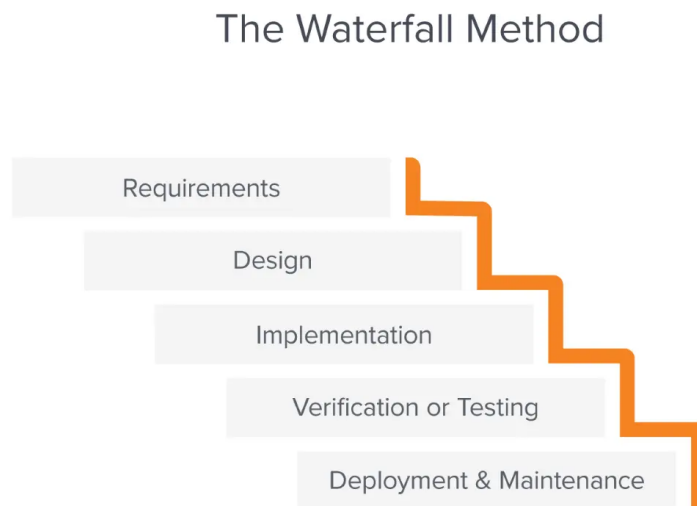 The Waterfall Method
Requirements
Design
Implementation
Verification or Testing
Deployment & Maintenance